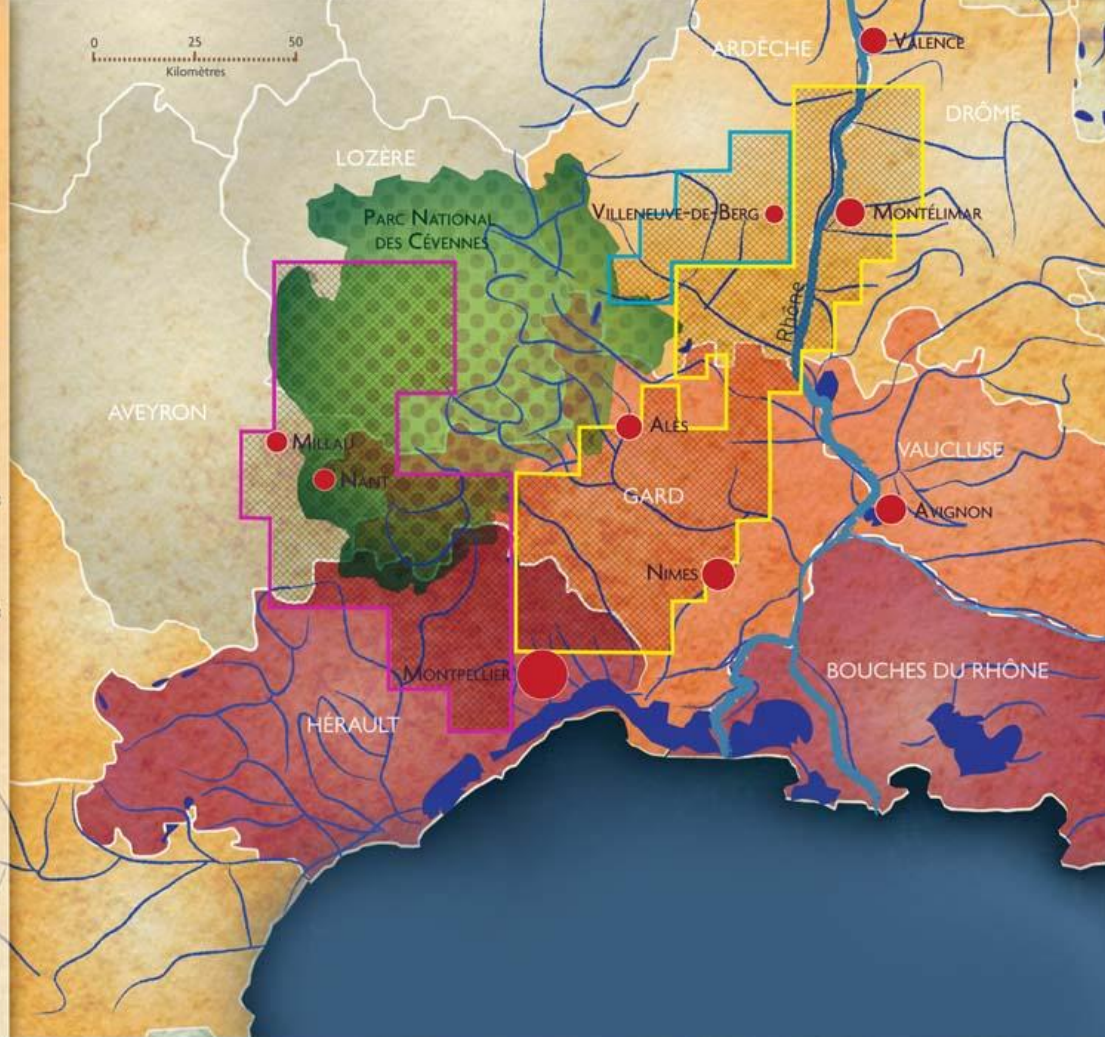 0 25 50
Kilomètres
ARDÈCHE
VALENCE
DRÔME
LOZÈRE
PARC NATIONAL
DES CÉVENNES
VILLENEUVE-DE-BERG
MONTÉLIMAR
Rhône
AVEYRON
MILLAU
NANT
ALÈS
VAUCLUSE
GARD
AVIGNON
NIMES
MONTPELLIER
BOUCHES DU RHÔNE
HÉRAULT